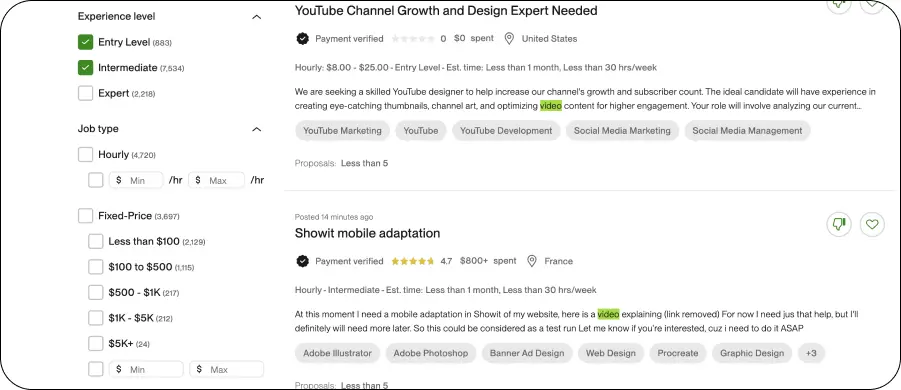 Experience level
Entry Level (883)
Intermediate (7,534)
Expert (2,218)
Job type
Hourly (4,720)
$ Min /hr $ Max /hr
Fixed-Price (3,697)
Less than $100 (2,129)
$100 to $500 (1,115)
$500 - $1K (217)
$1K - $5K (212)
$5K+ (24)
$ Min $ Max
YouTube Channel Growth and Design Expert Needed
Payment verified 0 $0 spent United States
Hourly: $8.00 - $25.00 - Entry Level - Est. time: Less than 1 month, Less than 30 hrs/week
We are seeking a skilled YouTube designer to help increase our channel's growth and subscriber count. The ideal candidate will have experience in
creating eye-catching thumbnails, channel art, and optimizing video content for higher engagement. Your role will involve analyzing our current..
YouTube Marketing YouTube YouTube Development Social Media Marketing Social Media Management
Proposals: Less than 5
Posted 14 minutes ago
Showit mobile adaptation
Payment verified 4.7 $800+ spent France
Hourly - Intermediate - Est. time: Less than 1 month, Less than 30 hrs/week
At this moment I need a mobile adaptation in Showit of my website, here is a video explaining (link removed) For now I need jus that help, but I'll
definitely will need more later. So this could be considered as a test run Let me know if you're interested, cuz i need to do it ASAP
Adobe Illustrator Adobe Photoshop Banner Ad Design Web Design Procreate Graphic Design +3
Proposals: Less than 5